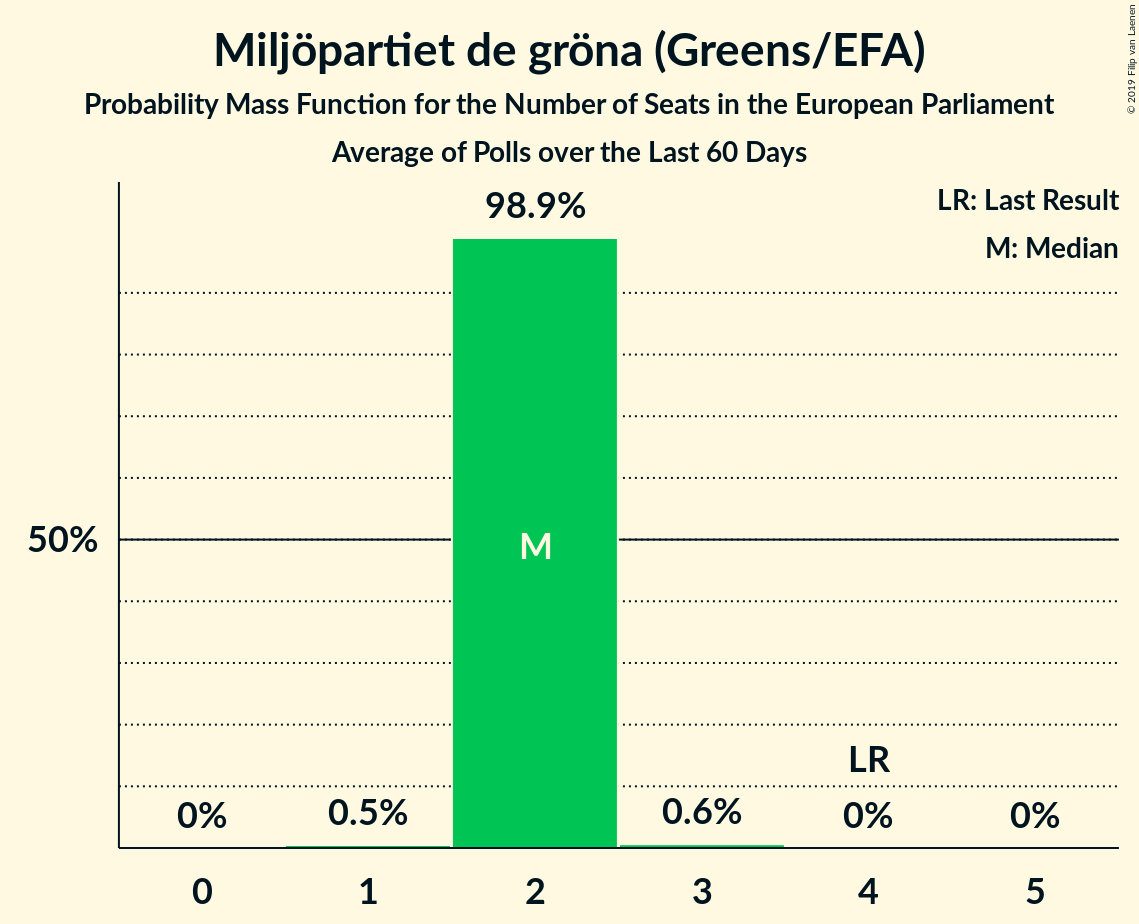 Miljöpartiet de gröna (Greens/EFA)
Probability Mass Function for the Number of Seats in the European Parliament
Average of Polls over the Last 60 Days
© 2019 Filip van Laenen
LR: Last Result
M: Median
98.9%
50%
M
LR
0%
0.5%
0.6%
0%
0%
0
1
2
3
4
5